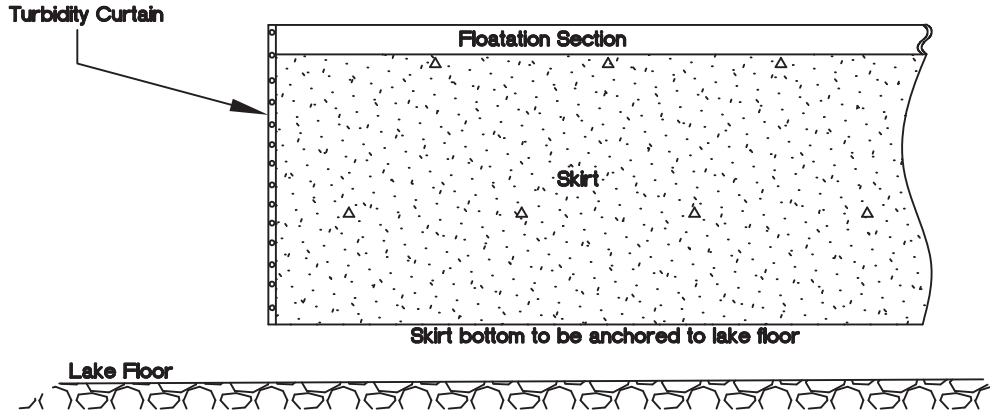 Turbidity Curtain
Floatation Section
Skirt
Skirt bottom to be anchored to lake floor
Lake Floor